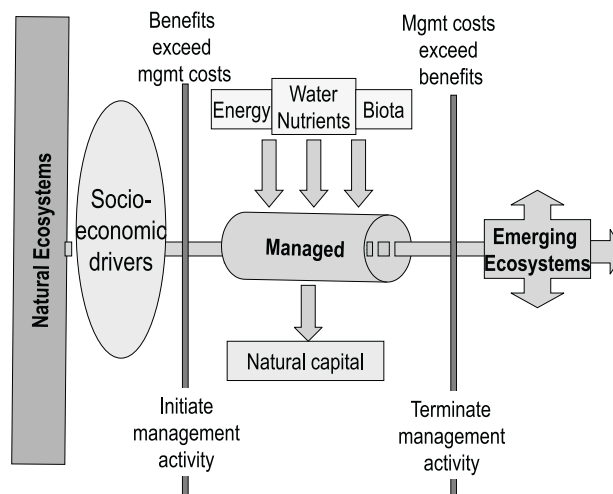 Natural Ecosystems
Socio-
economic
drivers
Benefits
exceed
mgmt costs
Initiate
management
activity
Energy
Water
Nutrients
Biota
Managed
Natural capital
Mgmt costs
exceed
benefits
Terminate
management
activity
Emerging
Ecosystems